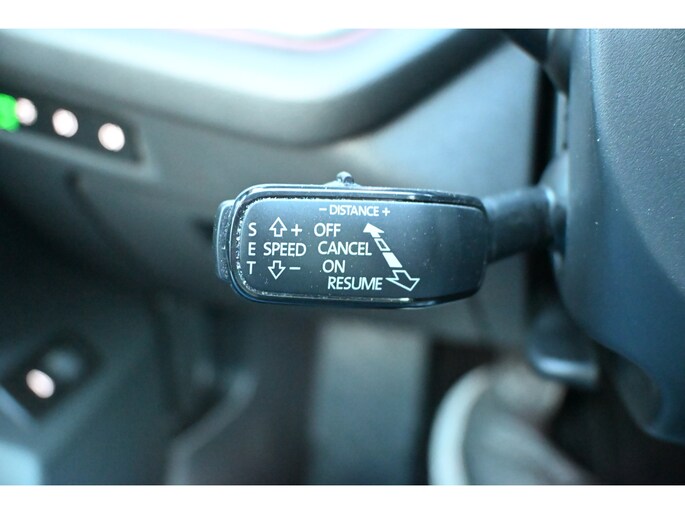 − DISTANCE +
S + OFF
E SPEED CANCEL
T − ON
RESUME